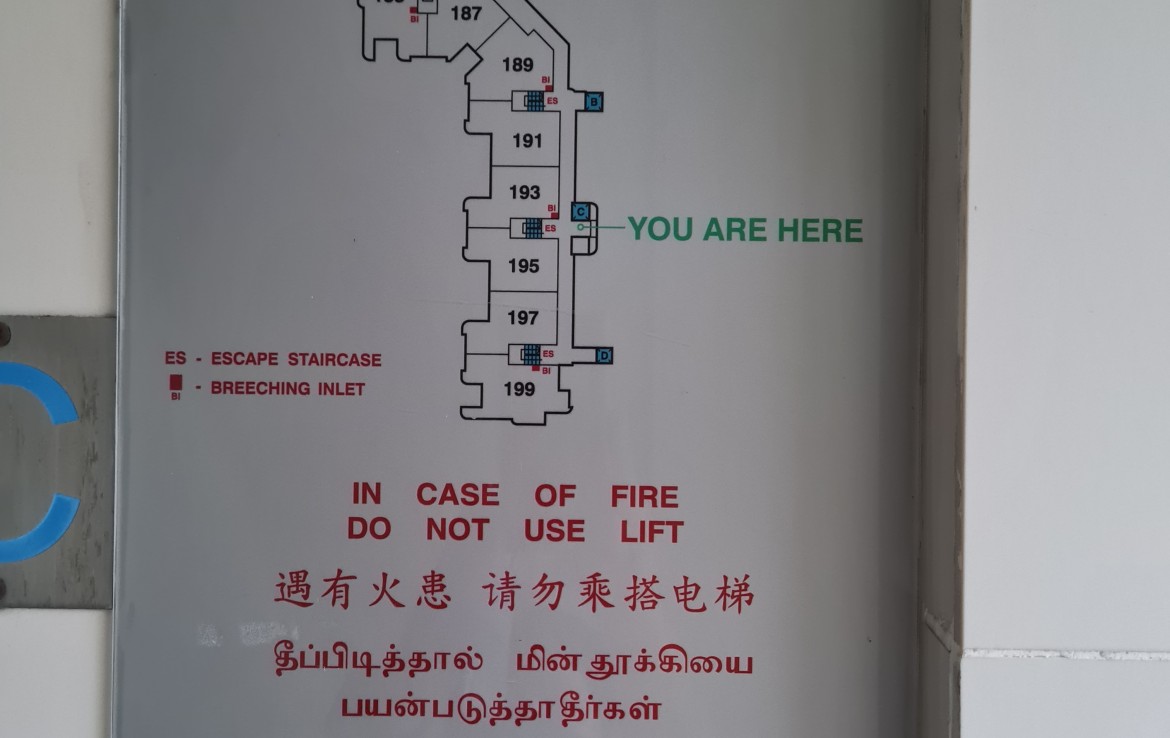 BI
187
189
BI
ES
B
191
193
BI
C
ES
YOU ARE HERE
195
197
ES
D
BI
199
ES - ESCAPE STAIRCASE
BI - BREECHING INLET
C
IN CASE OF FIRE
DO NOT USE LIFT
遇有火患 请勿乘搭电梯
தீப்பிடித்தால் மின் தூக்கியை
பயன்படுத்தாதீர்கள்